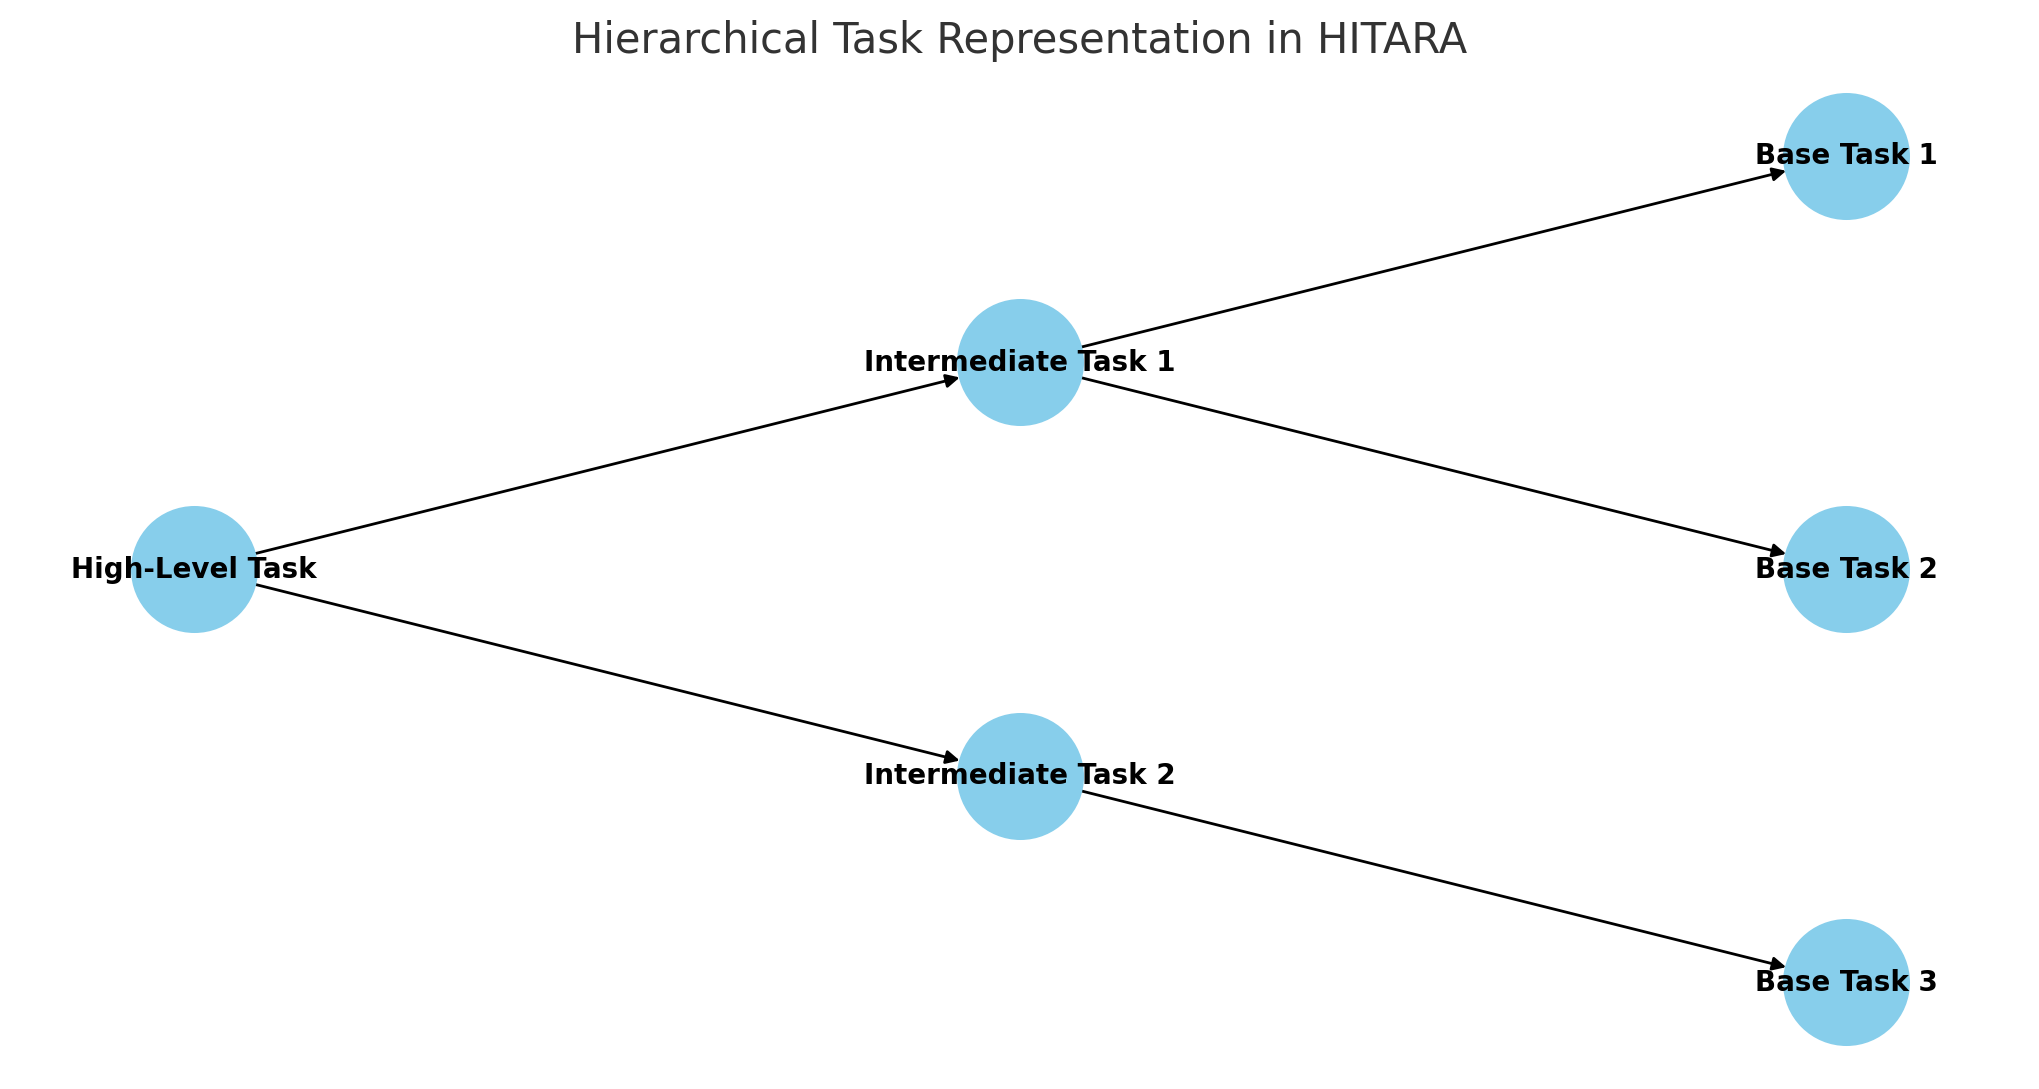 Hierarchical Task Representation in HITARA
Base Task 1
Intermediate Task 1
High-Level Task
Base Task 2
Intermediate Task 2
Base Task 3